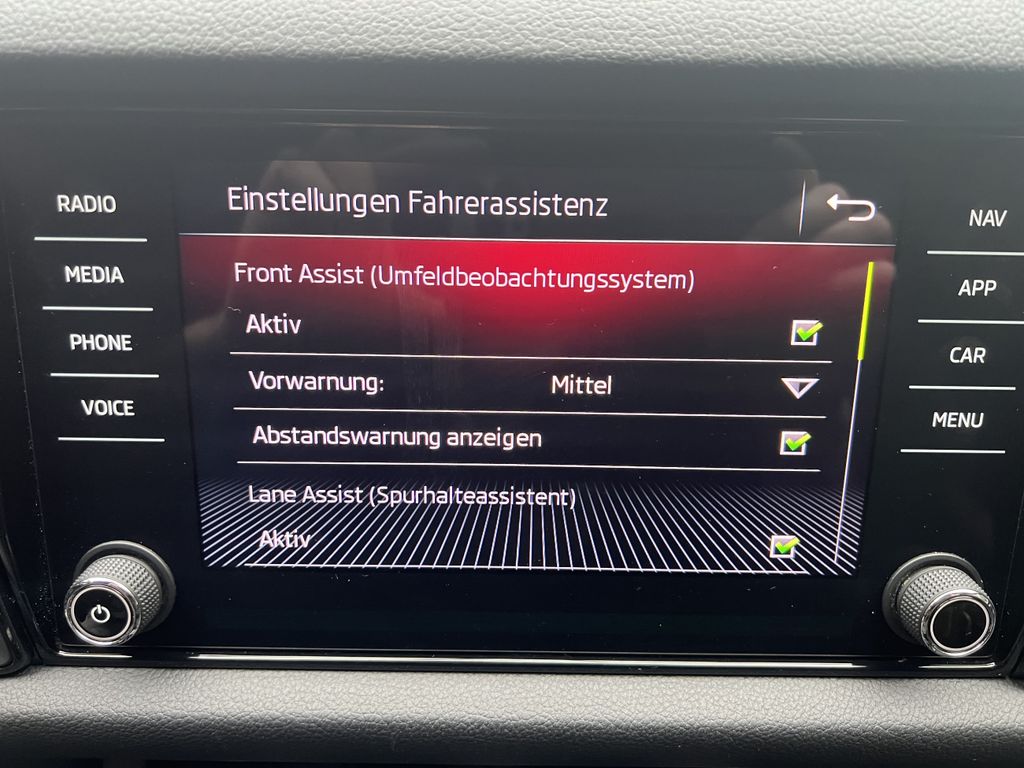 Einstellungen Fahrerassistenz
RADIO
MEDIA
PHONE
VOICE
Front Assist (Umfeldbeobachtungssystem)
Aktiv
Vorwarnung: Mittel
Abstandswarnung anzeigen
Lane Assist (Spurhalteassistent)
Aktiv
NAV
APP
CAR
MENU